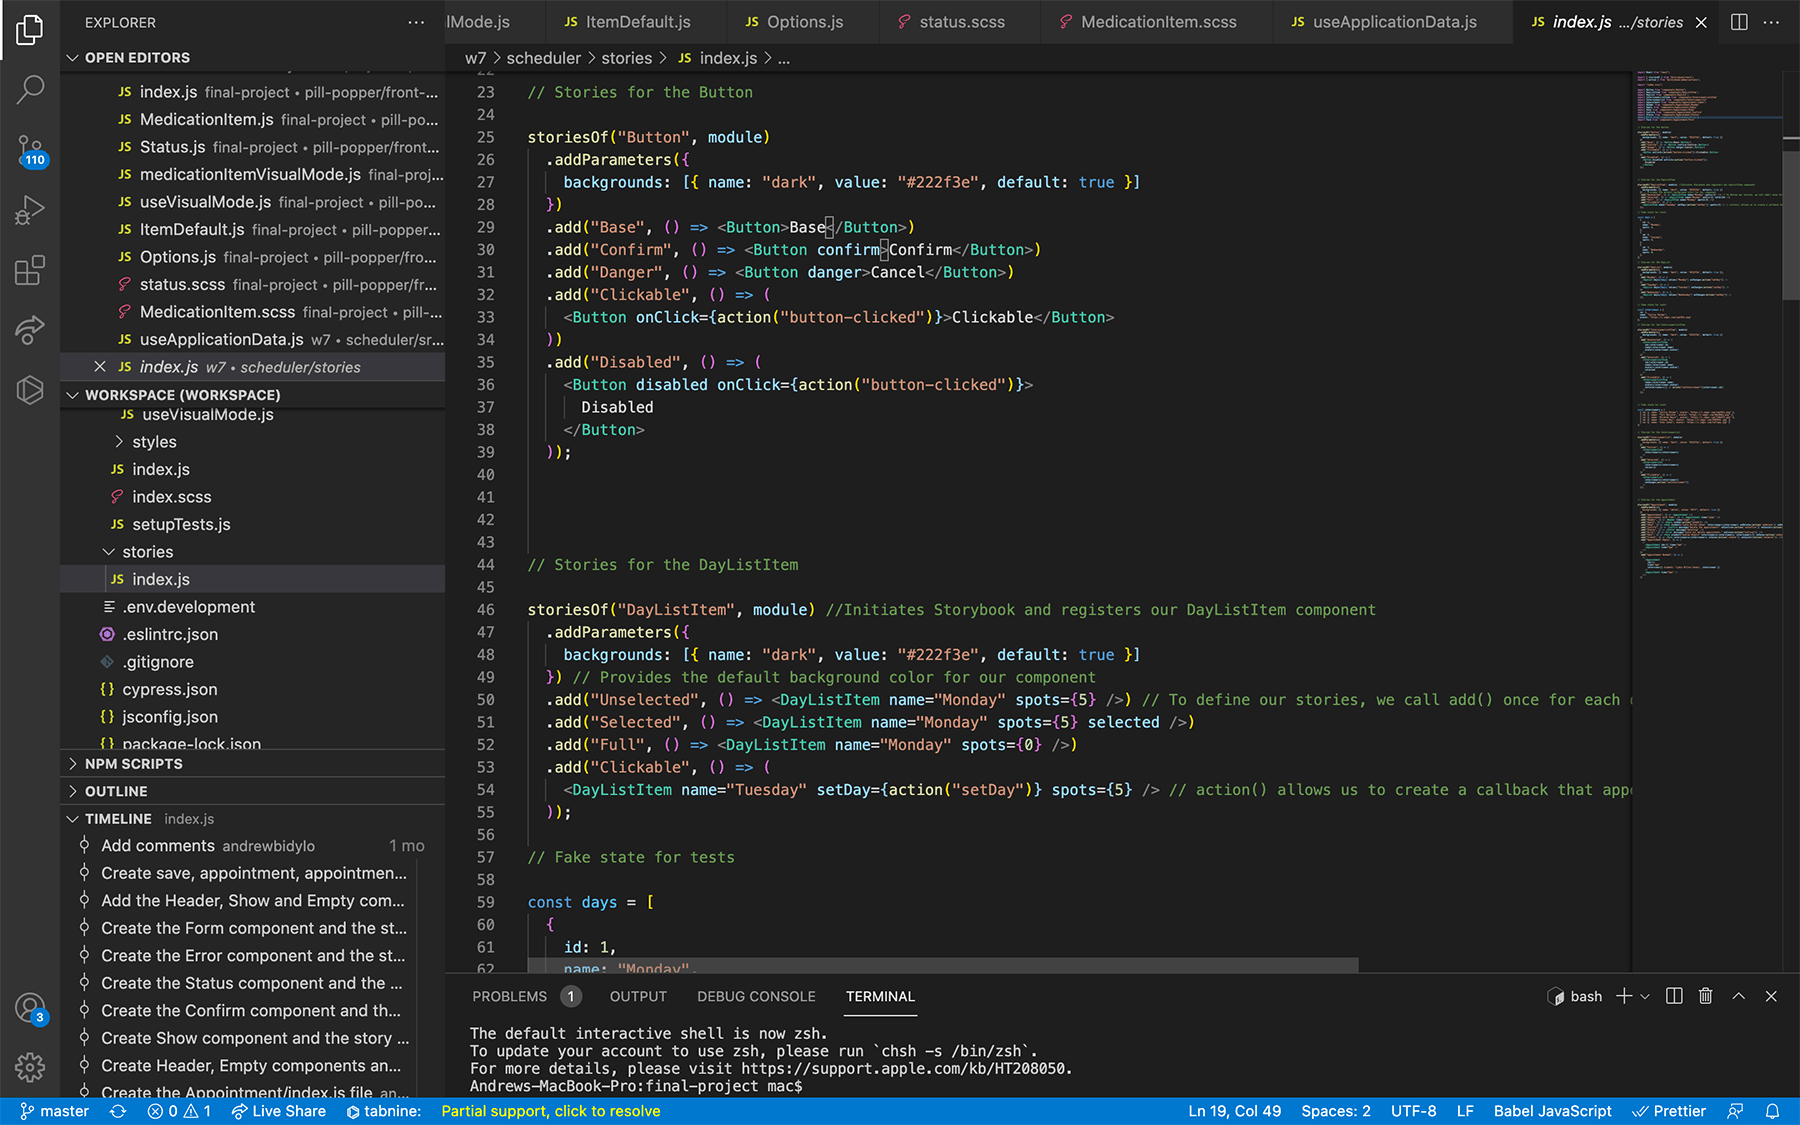 EXPLORER
OPEN EDITORS
index.js final-project • pill-popper/front-...
MedicationItem.js final-project • pill-po...
Status.js final-project • pill-popper/front...
medicationItemVisualMode.js final-proj...
useVisualMode.js final-project • pill-po...
ItemDefault.js final-project • pill-popper...
Options.js final-project • pill-popper/fro...
status.scss final-project • pill-popper/fr...
MedicationItem.scss final-project • pill-...
useApplicationData.js w7 • scheduler/sr...
index.js w7 • scheduler/stories
WORKSPACE (WORKSPACE)
useVisualMode.js
styles
index.js
index.scss
setupTests.js
stories
index.js
.env.development
.eslintrc.json
.gitignore
cypress.json
jsconfig.json
package-lock.json
NPM SCRIPTS
OUTLINE
TIMELINE index.js
Add comments andrewbidylo 1 mo
Create save, appointment, appointmen...
Add the Header, Show and Empty com...
Create the Form component and the st...
Create the Error component and the st...
Create the Status component and the ...
Create the Confirm component and th...
Create Show component and the story ...
Create Header, Empty components an...
Create the Appointment/index.js file an...
110
3
lMode.js JS ItemDefault.js JS Options.js status.scss MedicationItem.scss JS useApplicationData.js JS index.js .../stories
w7 > scheduler > stories > JS index.js > ...
22
23 // Stories for the Button
24
25 storiesOf("Button", module)
26 .addParameters({
27 backgrounds: [{ name: "dark", value: "#222f3e", default: true }]
28 })
29 .add("Base", () => <Button>Base</Button>)
30 .add("Confirm", () => <Button confirm>Confirm</Button>)
31 .add("Danger", () => <Button danger>Cancel</Button>)
32 .add("Clickable", () => (
33 <Button onClick={action("button-clicked")}>Clickable</Button>
34 ))
35 .add("Disabled", () => (
36 <Button disabled onClick={action("button-clicked")}>
37 Disabled
38 </Button>
39 ));
40
41
42
43
44 // Stories for the DayListItem
45
46 storiesOf("DayListItem", module) //Initiates Storybook and registers our DayListItem component
47 .addParameters({
48 backgrounds: [{ name: "dark", value: "#222f3e", default: true }]
49 }) // Provides the default background color for our component
50 .add("Unselected", () => <DayListItem name="Monday" spots={5} />) // To define our stories, we call add() once for each
51 .add("Selected", () => <DayListItem name="Monday" spots={5} selected />)
52 .add("Full", () => <DayListItem name="Monday" spots={0} />)
53 .add("Clickable", () => (
54 <DayListItem name="Tuesday" setDay={action("setDay")} spots={5} /> // action() allows us to create a callback that app
55 ));
56
57 // Fake state for tests
58
59 const days = [
60 {
61 id: 1,
62 name: "Monday",
PROBLEMS 1 OUTPUT DEBUG CONSOLE TERMINAL bash
The default interactive shell is now zsh.
To update your account to use zsh, please run `chsh -s /bin/zsh`.
For more details, please visit https://support.apple.com/kb/HT208050.
Andrews-MacBook-Pro:final-project mac$
master 0 1 Live Share tabnine: Partial support, click to resolve Ln 19, Col 49 Spaces: 2 UTF-8 LF Babel JavaScript Prettier